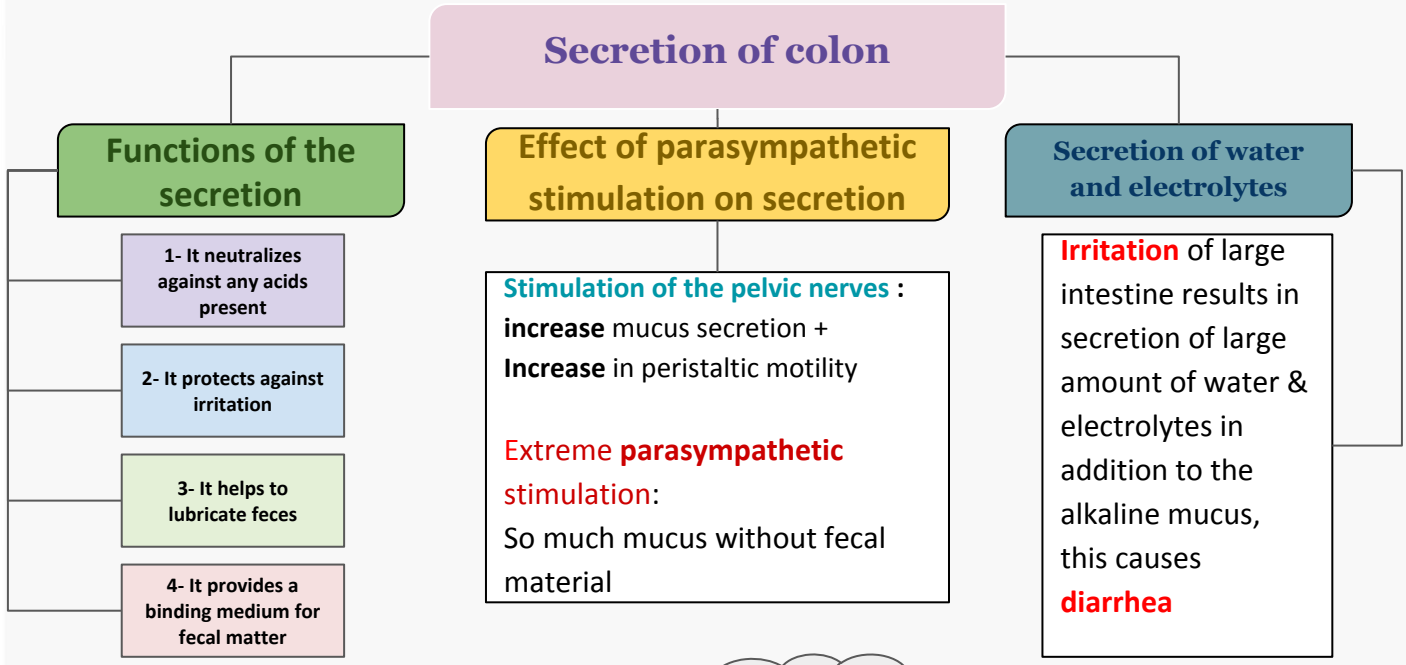 Secretion of colon
Functions of the
secretion
1- It neutralizes
against any acids
present
2- It protects against
irritation
3- It helps to
lubricate feces
4- It provides a
binding medium for
fecal matter
Effect of parasympathetic
stimulation on secretion
Stimulation of the pelvic nerves :
increase mucus secretion +
Increase in peristaltic motility
Extreme parasympathetic
stimulation:
So much mucus without fecal
material
Secretion of water
and electrolytes
Irritation of large
intestine results in
secretion of large
amount of water &
electrolytes in
addition to the
alkaline mucus,
this causes
diarrhea